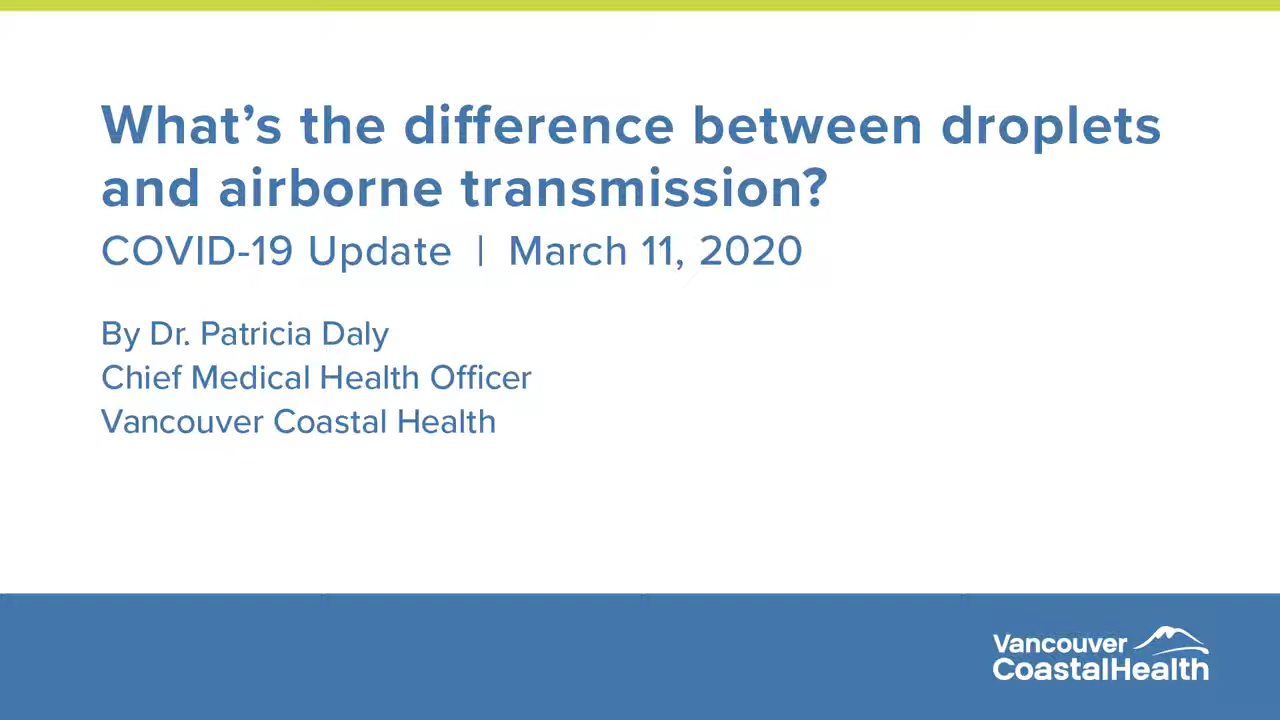 What’s the difference between droplets
and airborne transmission?
COVID-19 Update | March 11, 2020
By Dr. Patricia Daly
Chief Medical Health Officer
Vancouver Coastal Health
Vancouver
CoastalHealth